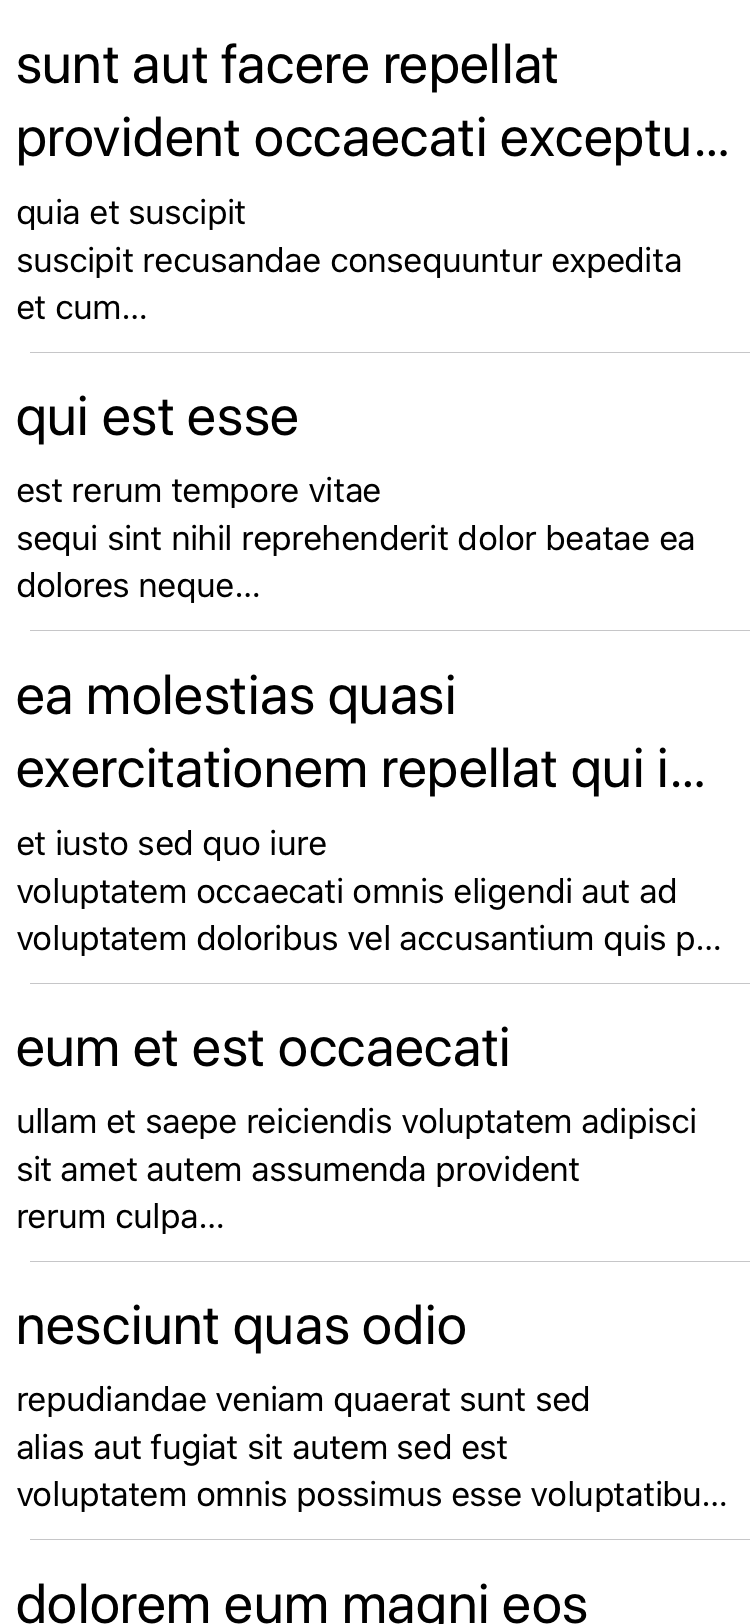 sunt aut facere repellat
provident occaecati exceptu...
quia et suscipit
suscipit recusandae consequuntur expedita
et cum...
qui est esse
est rerum tempore vitae
sequi sint nihil reprehenderit dolor beatae ea
dolores neque...
ea molestias quasi
exercitationem repellat qui i...
et iusto sed quo iure
voluptatem occaecati omnis eligendi aut ad
voluptatem doloribus vel accusantium quis p...
eum et est occaecati
ullam et saepe reiciendis voluptatem adipisci
sit amet autem assumenda provident
rerum culpa...
nesciunt quas odio
repudiandae veniam quaerat sunt sed
alias aut fugiat sit autem sed est
voluptatem omnis possimus esse voluptatibu...
dolorem eum magni eos